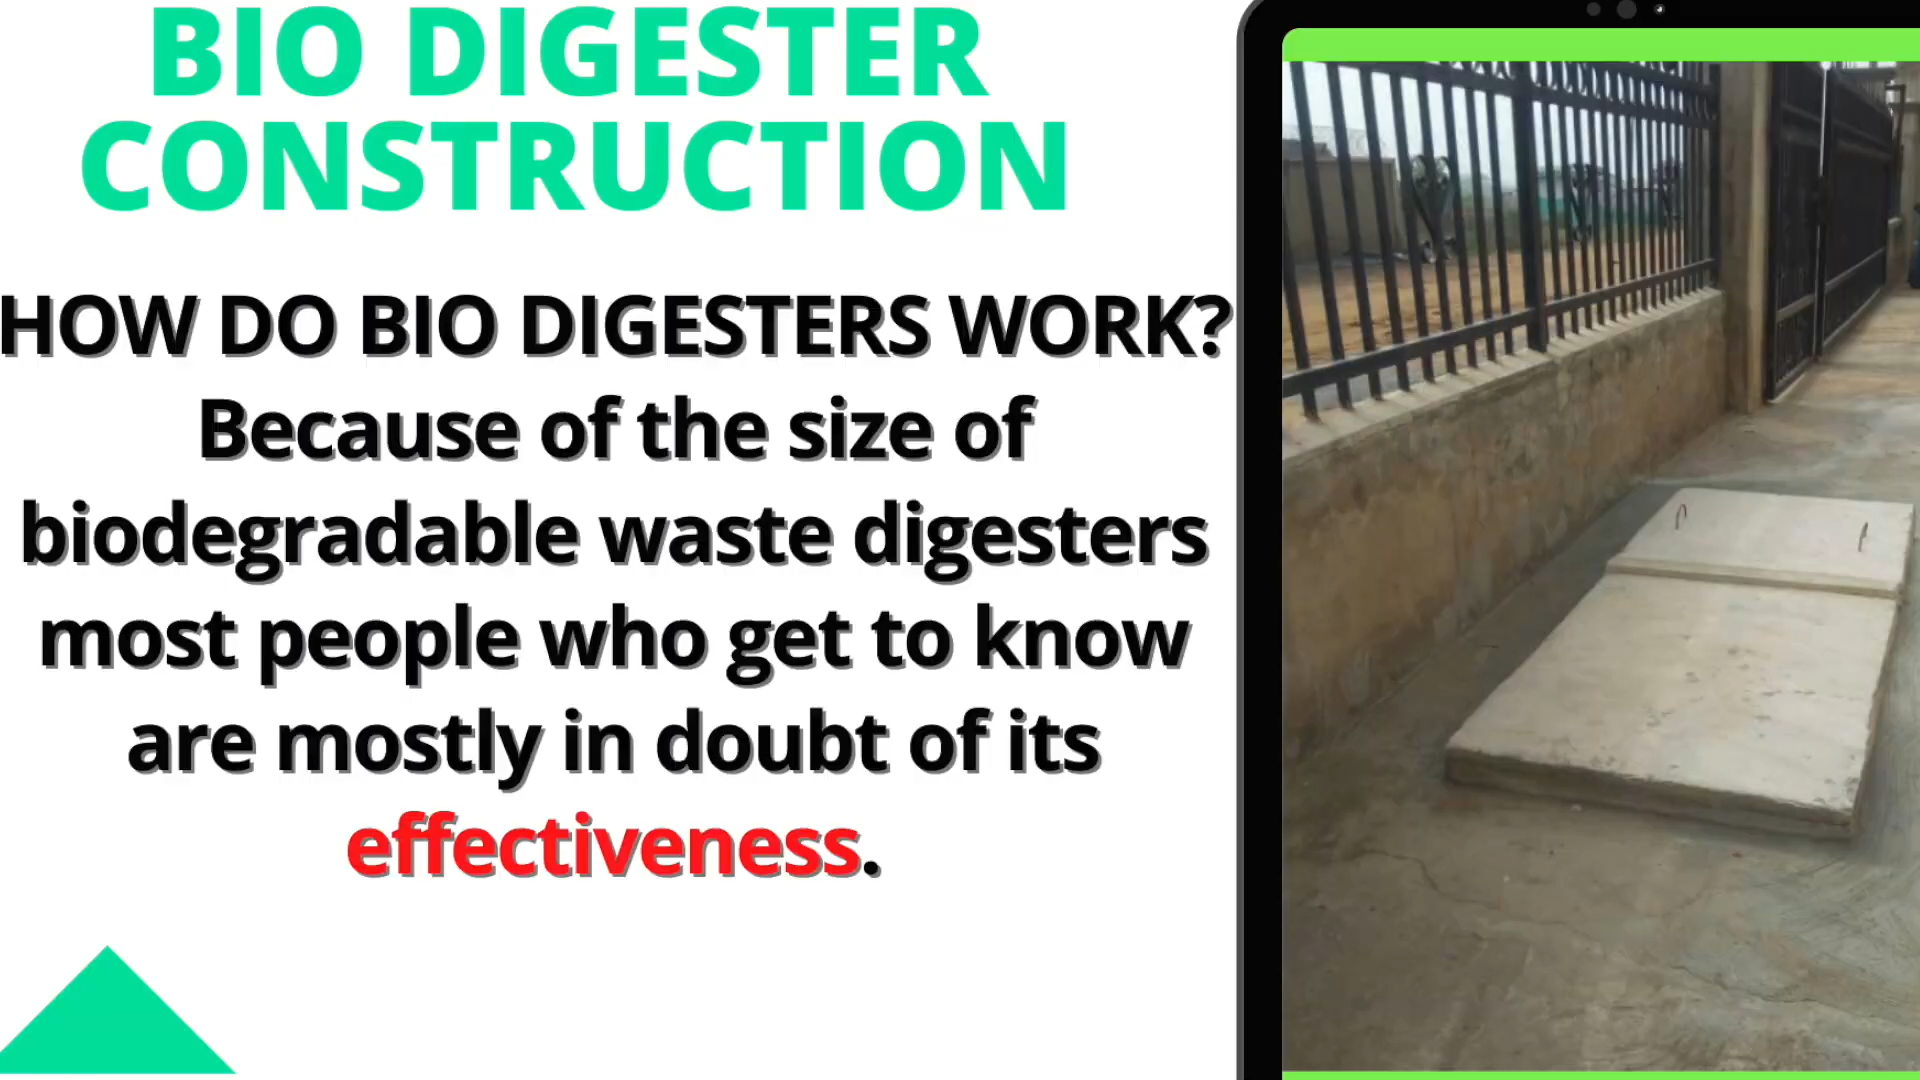 BIO DIGESTER
CONSTRUCTION
HOW DO BIO DIGESTERS WORK?
Because of the size of
biodegradable waste digesters
most people who get to know
are mostly in doubt of its
effectiveness.